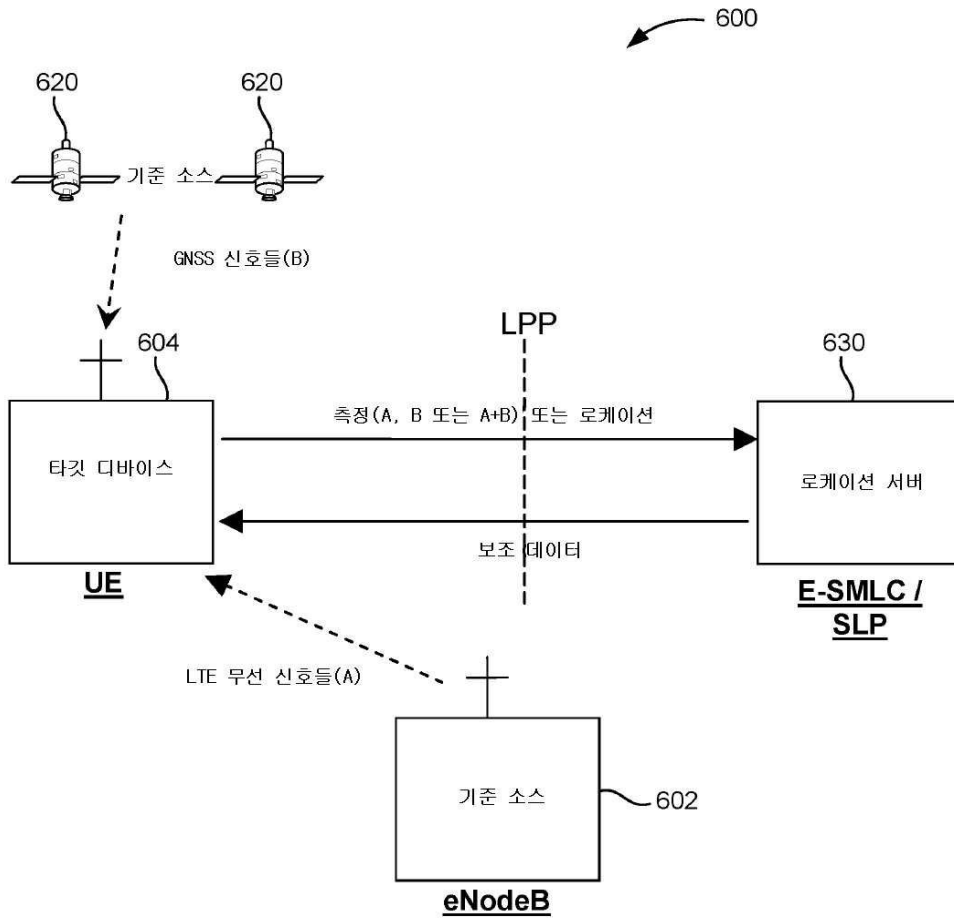 600
620
620
기준 소스
GNSS 신호들(B)
LPP
604
630
측정(A, B 또는 A+B) 또는 로케이션
타깃 디바이스
로케이션 서버
보조 데이터
UE
E-SMLC /
SLP
LTE 무선 신호들(A)
기준 소스
602
eNodeB